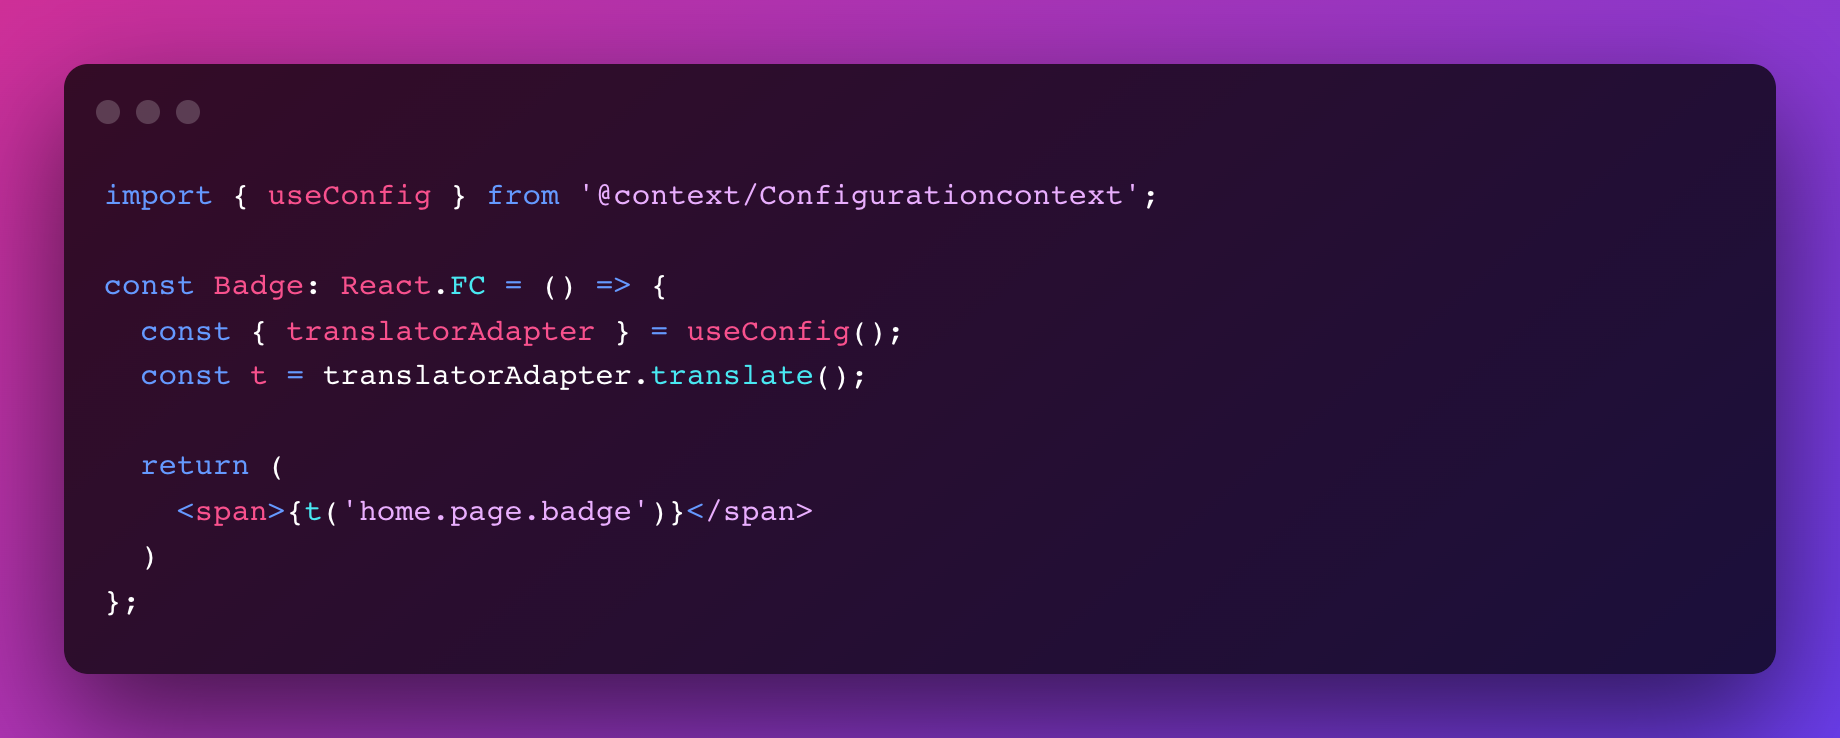 import { useConfig } from '@context/Configurationcontext';

const Badge: React.FC = () => {
  const { translatorAdapter } = useConfig();
  const t = translatorAdapter.translate();

  return (
    <span>{t('home.page.badge')}</span>
  )
};